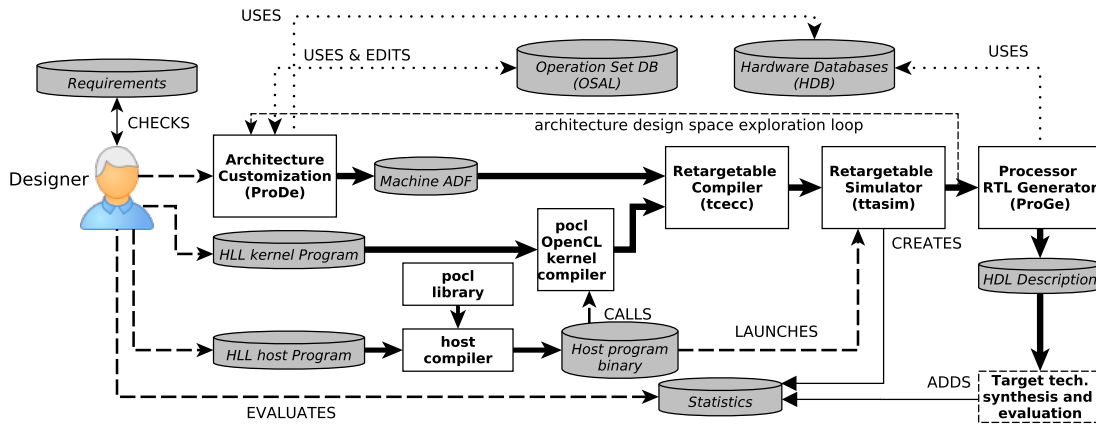 USES
USES & EDITS
Operation Set DB
(OSAL)
Hardware Databases
(HDB)
USES
Requirements
CHECKS
architecture design space exploration loop
Designer
Architecture
Customization
(ProDe)
Machine ADF
Retargetable
Compiler
(tcecc)
Retargetable
Simulator
(ttasim)
Processor
RTL Generator
(ProGe)
HLL kernel Program
pocl
OpenCL
kernel
compiler
CREATES
HDL Description
pocl
library
CALLS
LAUNCHES
HLL host Program
host
compiler
Host program
binary
ADDS
Target tech.
synthesis and
evaluation
Statistics
EVALUATES